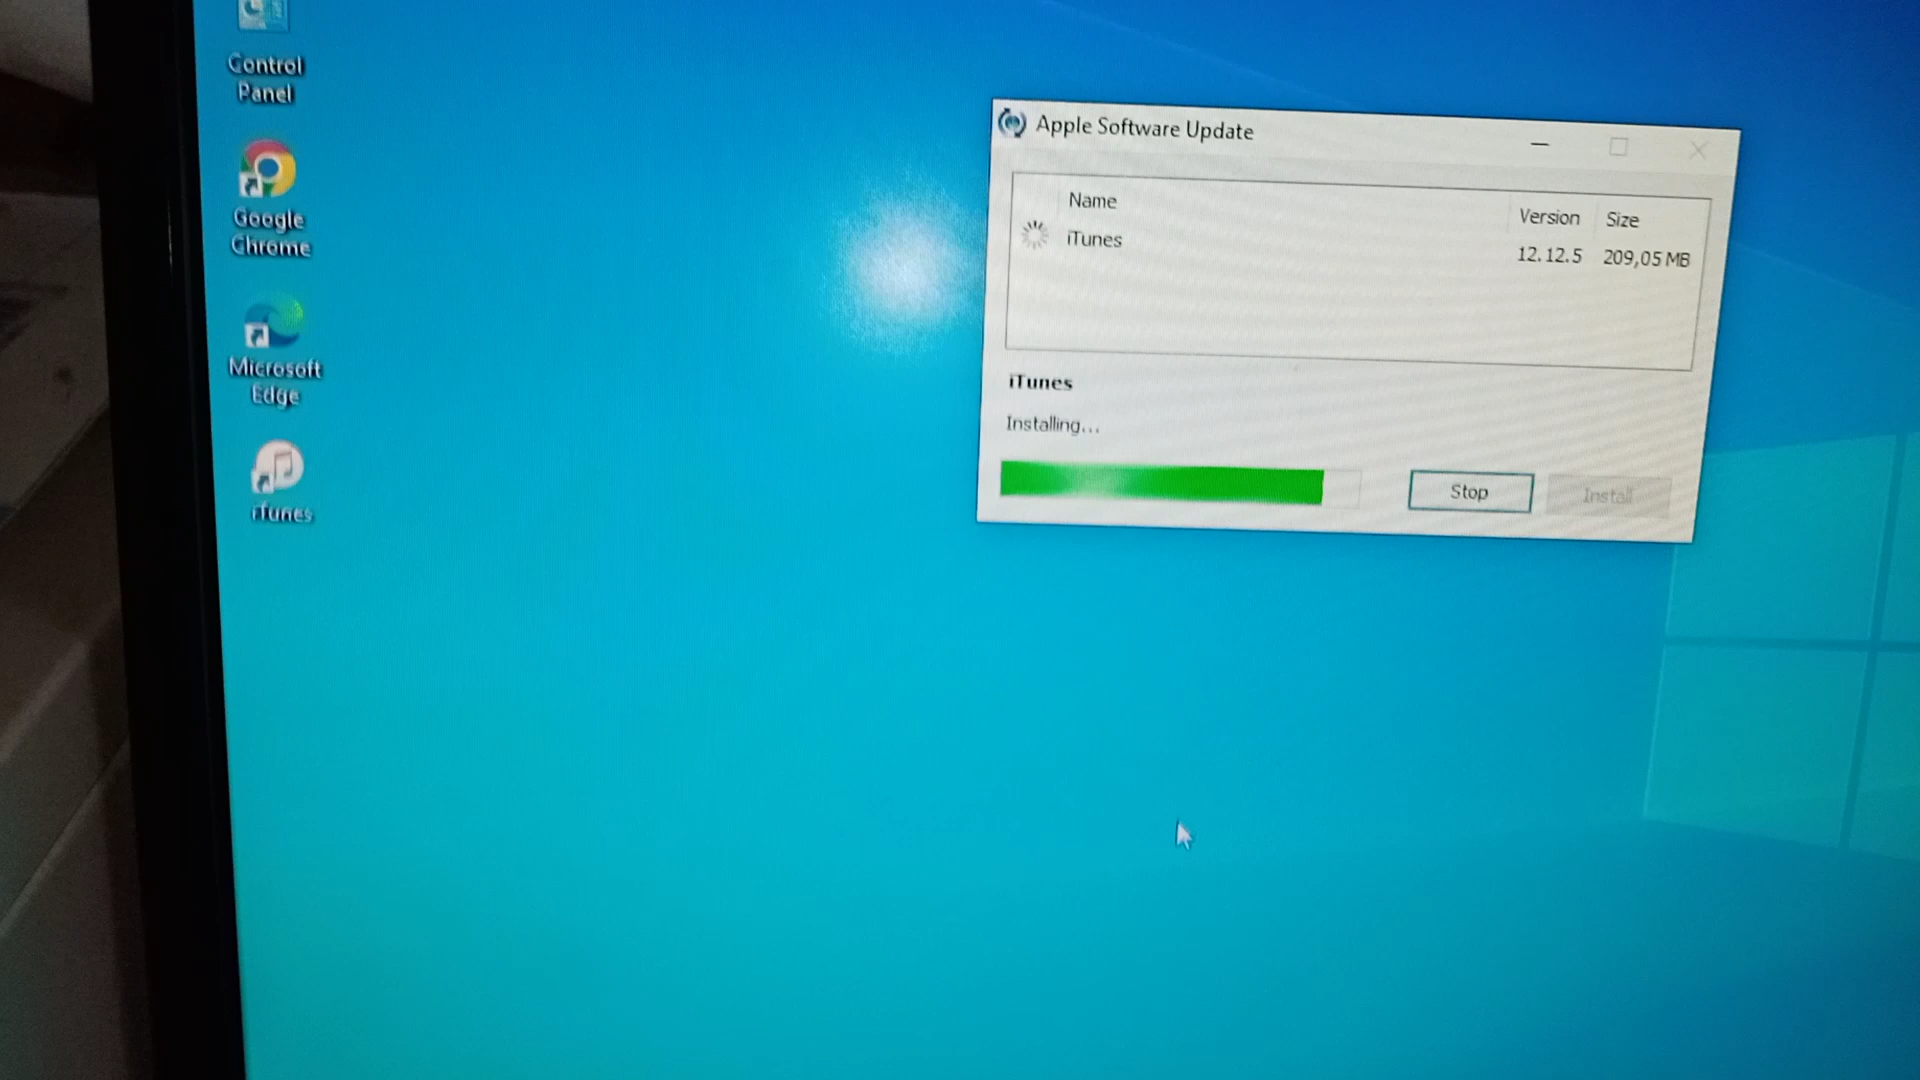 Control
Panel
Google
Chrome
Microsoft
Edge
iTunes
Apple Software Update
Name Version Size
iTunes 12.12.5 209,05 MB
iTunes
Installing...
Stop Install